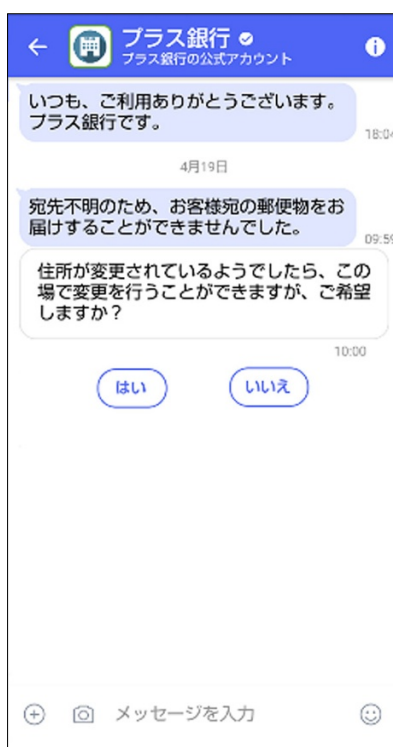 プラス銀行
プラス銀行の公式アカウント
いつも、ご利用ありがとうございます。
プラス銀行です。
18:04
4月19日
宛先不明のため、お客様宛の郵便物をお
届けすることができませんでした。
09:59
住所が変更されているようでしたら、この
場で変更を行うことができますが、ご希望
しますか？
10:00
はい
いいえ
メッセージを入力